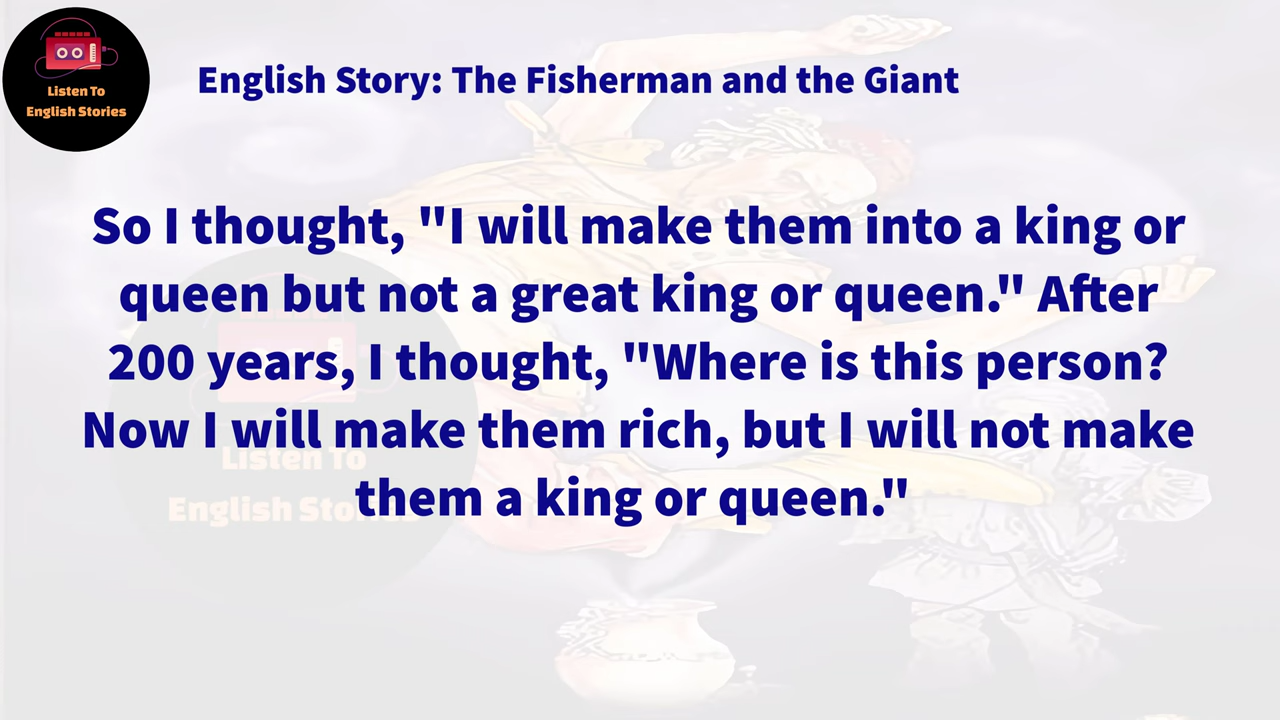 Listen To
English Stories
English Story: The Fisherman and the Giant
So I thought, "I will make them into a king or
queen but not a great king or queen." After
200 years, I thought, "Where is this person?
Now I will make them rich, but I will not make
them a king or queen."
Listen To
English Stories